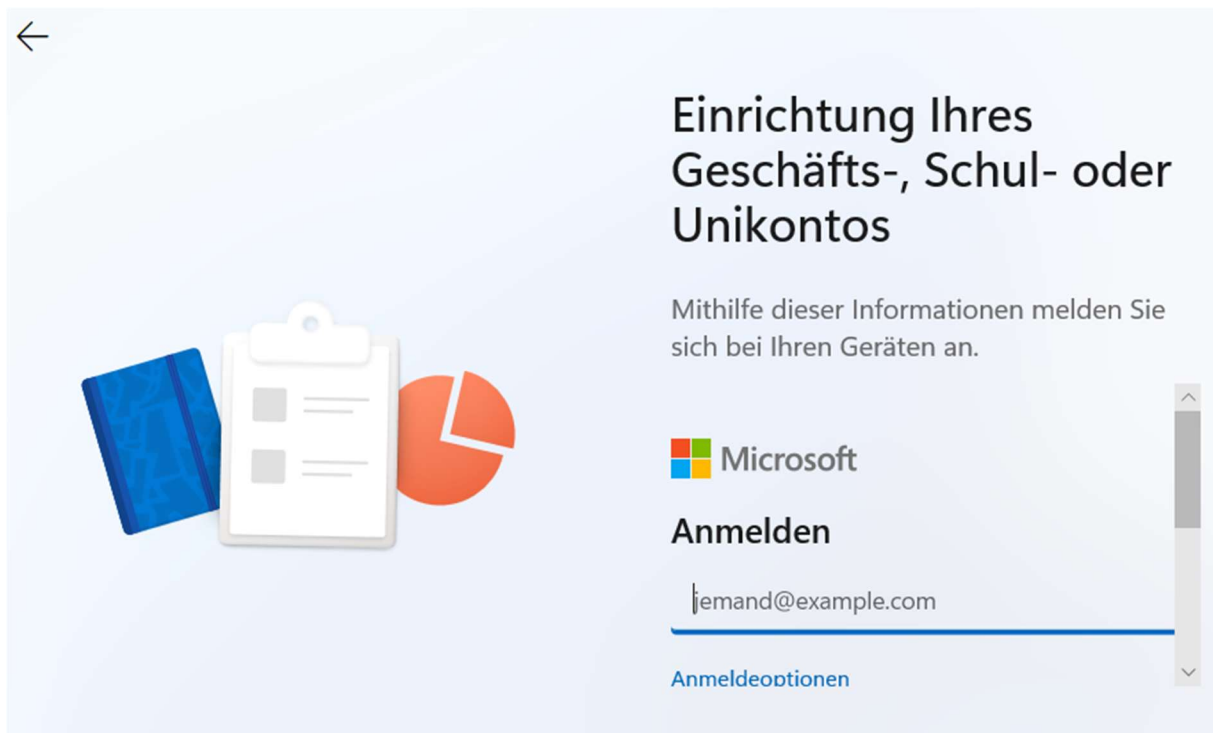 Einrichtung Ihres
Geschäfts-, Schul- oder
Unikontos
Mithilfe dieser Informationen melden Sie
sich bei Ihren Geräten an.
Microsoft
Anmelden
jemand@example.com
Anmeldeoptionen